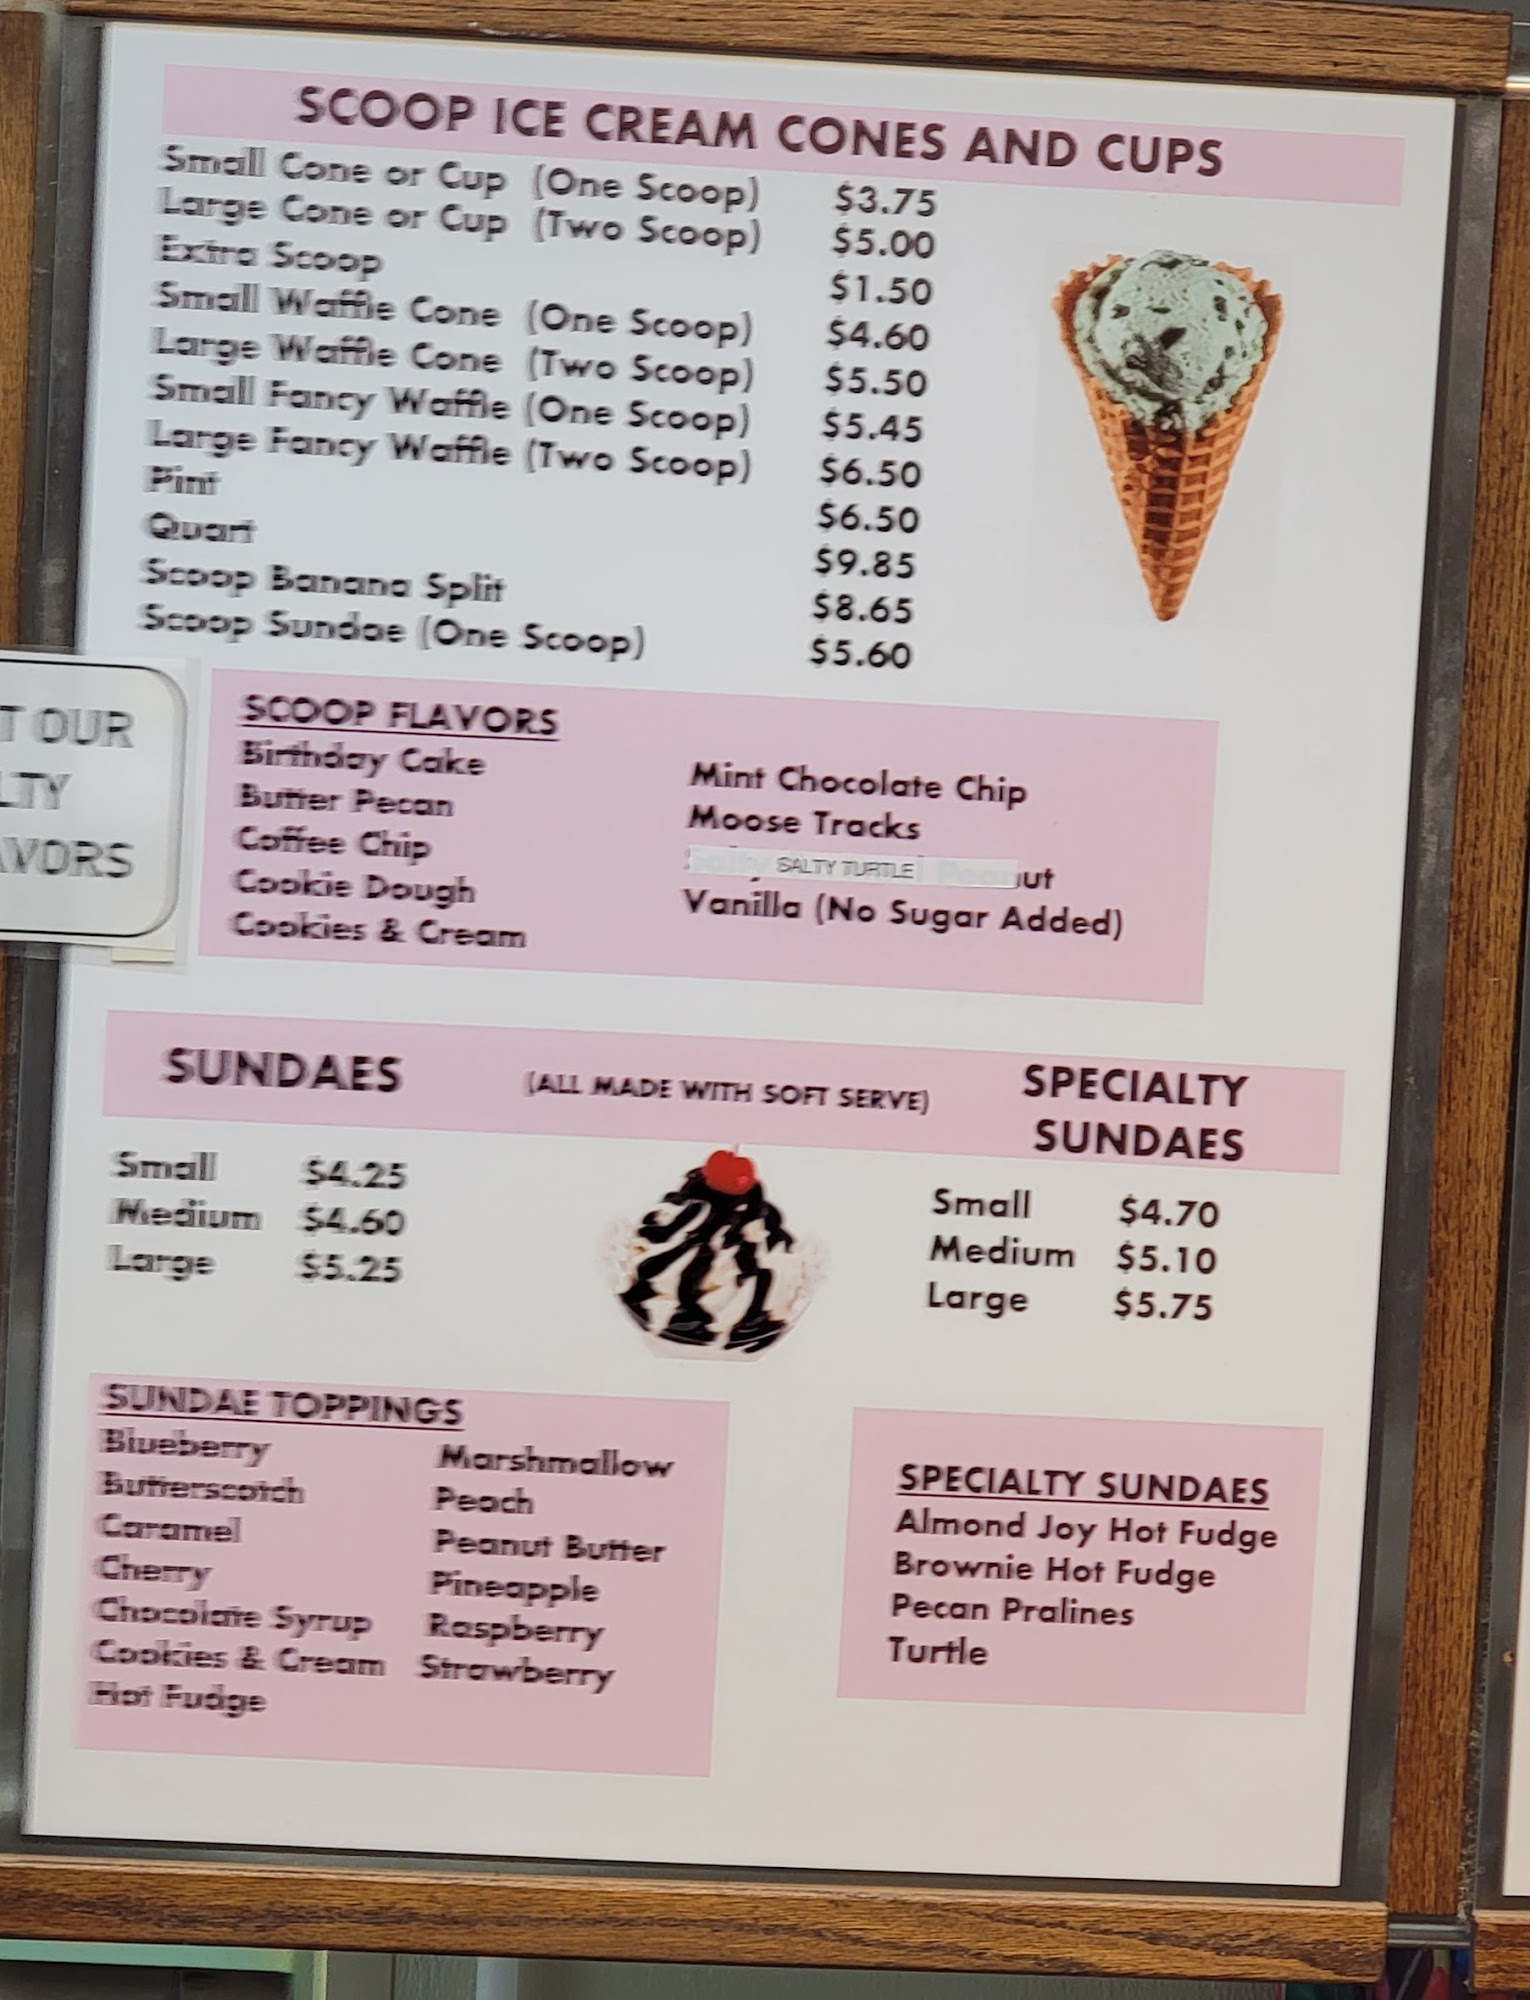 SCOOP ICE CREAM CONES AND CUPS
Small Cone or Cup (One Scoop) $3.75
Large Cone or Cup (Two Scoop) $5.00
Extra Scoop $1.50
Small Waffle Cone (One Scoop) $4.60
Large Waffle Cone (Two Scoop) $5.50
Small Fancy Waffle (One Scoop) $5.45
Large Fancy Waffle (Two Scoop) $6.50
Pint $6.50
Quart $9.85
Scoop Banana Split $8.65
Scoop Sundae (One Scoop) $5.60
T OUR
LTY
AVORS
SCOOP FLAVORS
Birthday Cake
Butter Pecan
Coffee Chip
Cookie Dough
Cookies & Cream
Mint Chocolate Chip
Moose Tracks
SALTY TURTLE
Vanilla (No Sugar Added)
SUNDAES
(ALL MADE WITH SOFT SERVE)
SPECIALTY
SUNDAES
Small $4.25
Medium $4.60
Large $5.25
Small $4.70
Medium $5.10
Large $5.75
SUNDAE TOPPINGS
Blueberry
Butterscotch
Caramel
Cherry
Chocolate Syrup
Cookies & Cream
Hot Fudge
Marshmallow
Peach
Peanut Butter
Pineapple
Raspberry
Strawberry
SPECIALTY SUNDAES
Almond Joy Hot Fudge
Brownie Hot Fudge
Pecan Pralines
Turtle